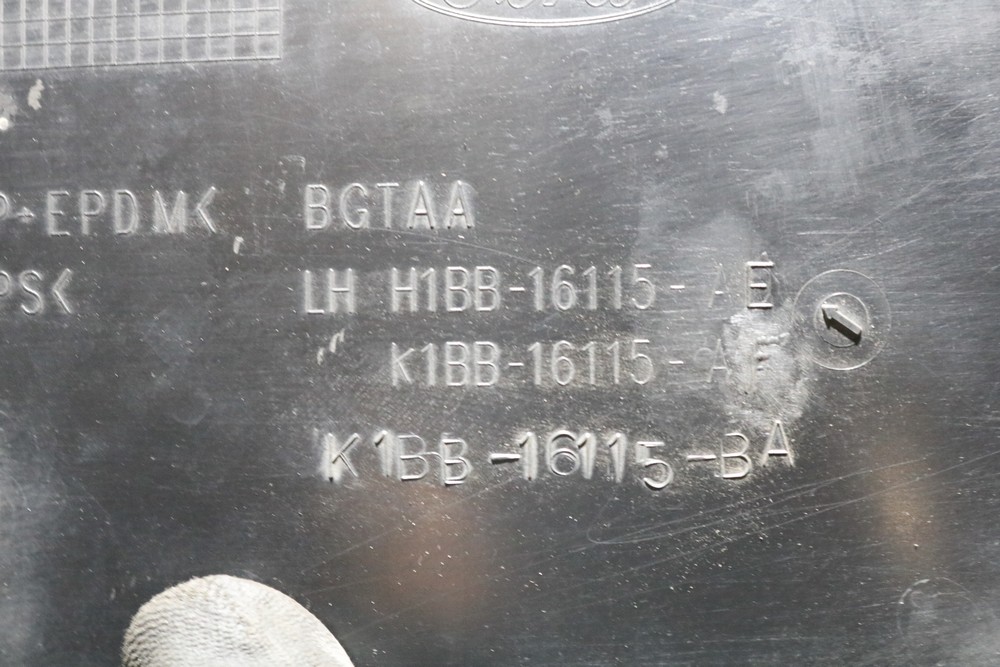 P+EPDM< BGTAA
PS< LH H1BB-16115-AE
K1BB-16115-AF
K1BB-16115-BA